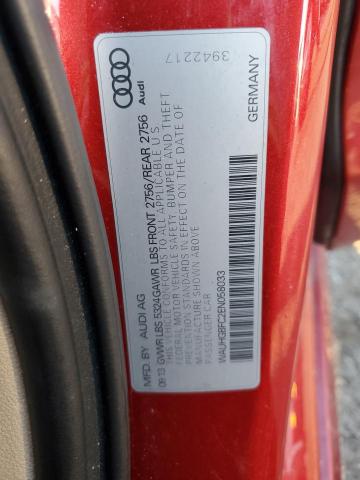 3942217
Audi
GERMANY
MFD. BY AUDI AG
09 13 GVWR LBS 5324 GAWR LBS FRONT 2756/REAR 2756
THIS VEHICLE CONFORMS TO ALL APPLICABLE U S
FEDERAL MOTOR VEHICLE SAFETY, BUMPER AND THEFT
PREVENTION STANDARDS IN EFFECT ON THE DATE OF
MANUFACTURE SHOWN ABOVE
PASSENGER CAR
WAUHGBFC2EN058033